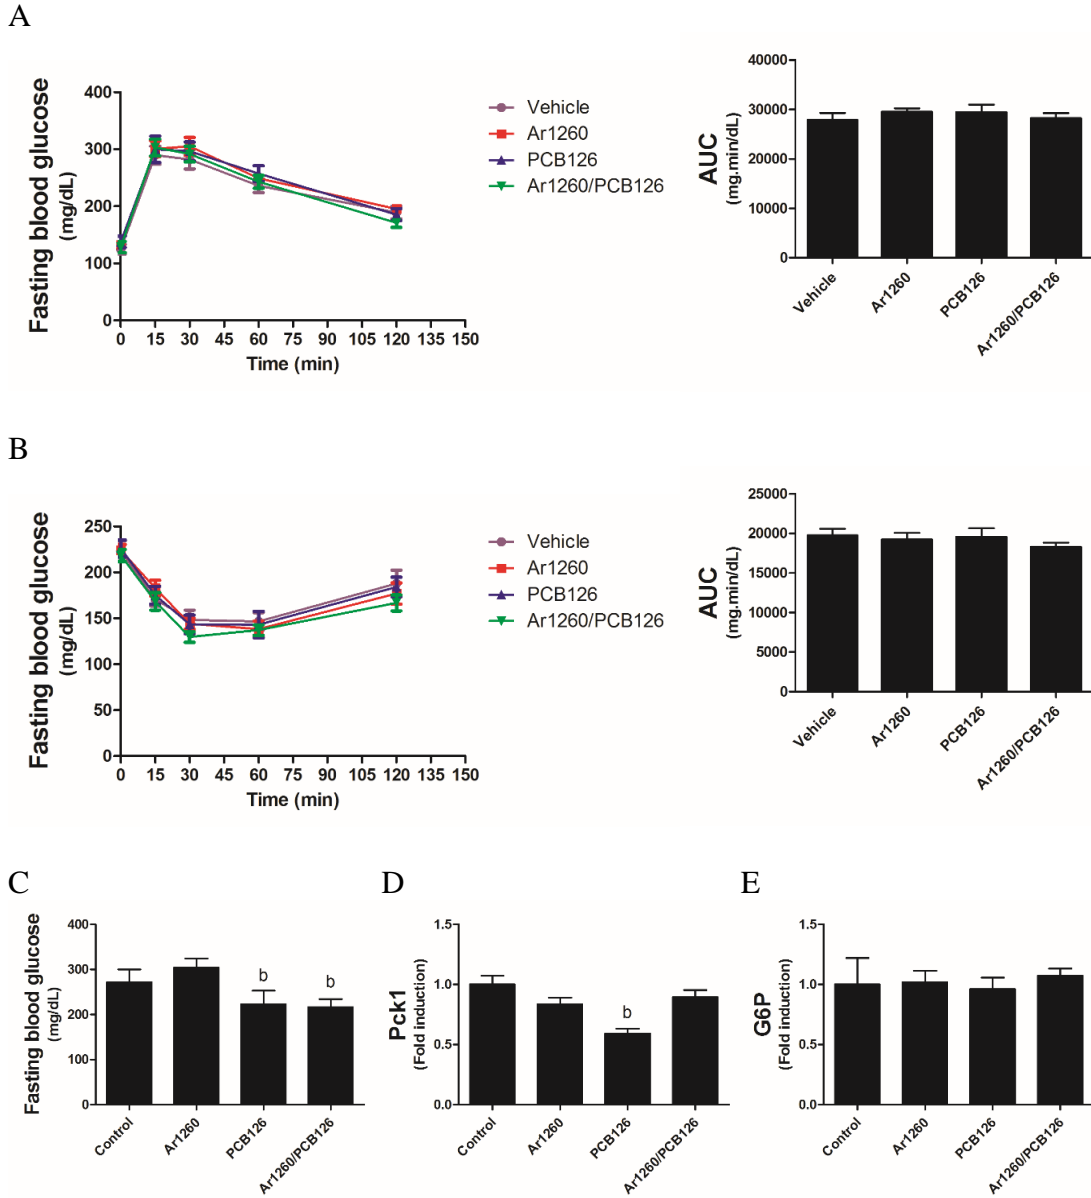 A
Fasting blood glucose
(mg/dL)
400
300
200
100
0
0 15 30 45 60 75 90 105 120 135 150
Time (min)
Vehicle
Ar1260
PCB126
Ar1260/PCB126
AUC
(mg.min/dL)
40000
30000
20000
10000
0
Vehicle
Ar1260
PCB126
Ar1260/PCB126
B
Fasting blood glucose
(mg/dL)
250
200
150
100
50
0
0 15 30 45 60 75 90 105 120 135 150
Time (min)
Vehicle
Ar1260
PCB126
Ar1260/PCB126
AUC
(mg.min/dL)
25000
20000
15000
10000
5000
0
Vehicle
Ar1260
PCB126
Ar1260/PCB126
C
Fasting blood glucose
(mg/dL)
400
300
200
100
0
b
b
Control
Ar1260
PCB126
Ar1260/PCB126
D
Pck1
(Fold induction)
1.5
1.0
0.5
0.0
b
Control
Ar1260
PCB126
Ar1260/PCB126
E
G6P
(Fold induction)
1.5
1.0
0.5
0.0
Control
Ar1260
PCB126
Ar1260/PCB126